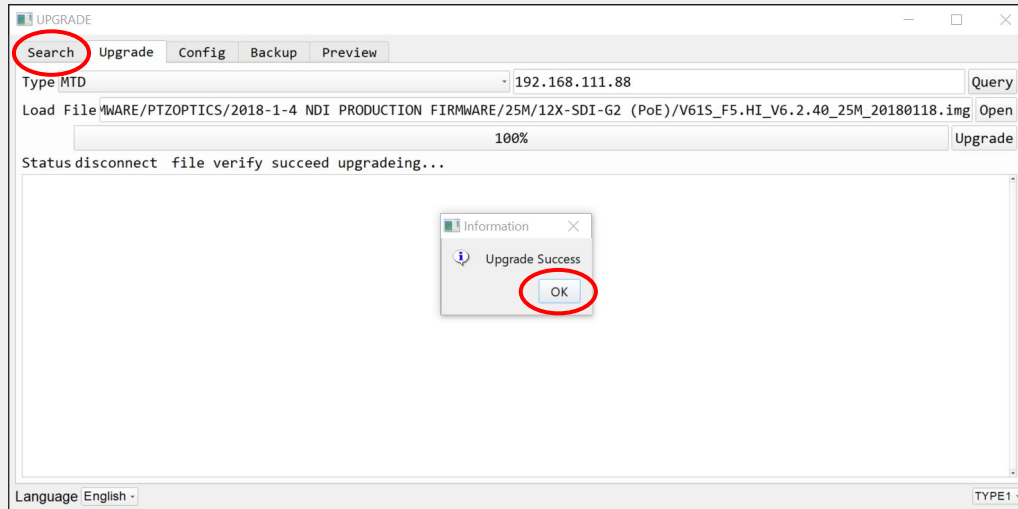 UPGRADE
Search Upgrade Config Backup Preview
Type MTD 192.168.111.88 Query
Load File MWARE/PTZOPTICS/2018-1-4 NDI PRODUCTION FIRMWARE/25M/12X-SDI-G2 (PoE)/V61S_F5.HI_V6.2.40_25M_20180118.img Open
100% Upgrade
Status disconnect file verify succeed upgradeing...
Information
Upgrade Success
OK
Language English TYPE1